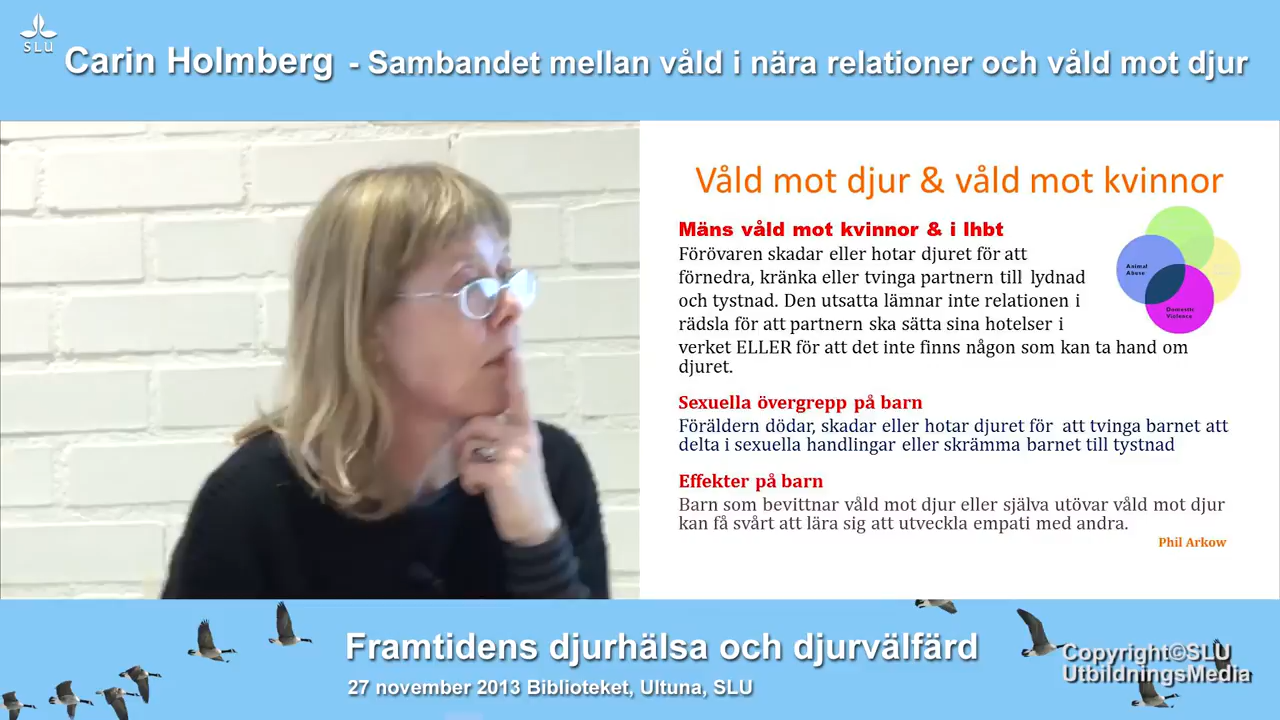 SLU
Carin Holmberg - Sambandet mellan våld i nära relationer och våld mot djur
Våld mot djur & våld mot kvinnor
Mäns våld mot kvinnor & i lhbt
Förövaren skadar eller hotar djuret för att
förnedra, kränka eller tvinga partnern till lydnad
och tystnad. Den utsatta lämnar inte relationen i
rädsla för att partnern ska sätta sina hotelser i
verket ELLER för att det inte finns någon som kan ta hand om
djuret.
Animal
Abuse
Domestic
Violence
Sexuella övergrepp på barn
Föräldern dödar, skadar eller hotar djuret för att tvinga barnet att
delta i sexuella handlingar eller skrämma barnet till tystnad
Effekter på barn
Barn som bevittnar våld mot djur eller själva utövar våld mot djur
kan få svårt att lära sig att utveckla empati med andra.
Phil Arkow
Framtidens djurhälsa och djurvälfärd
27 november 2013 Biblioteket, Ultuna, SLU
Copyright©SLU
UtbildningsMedia